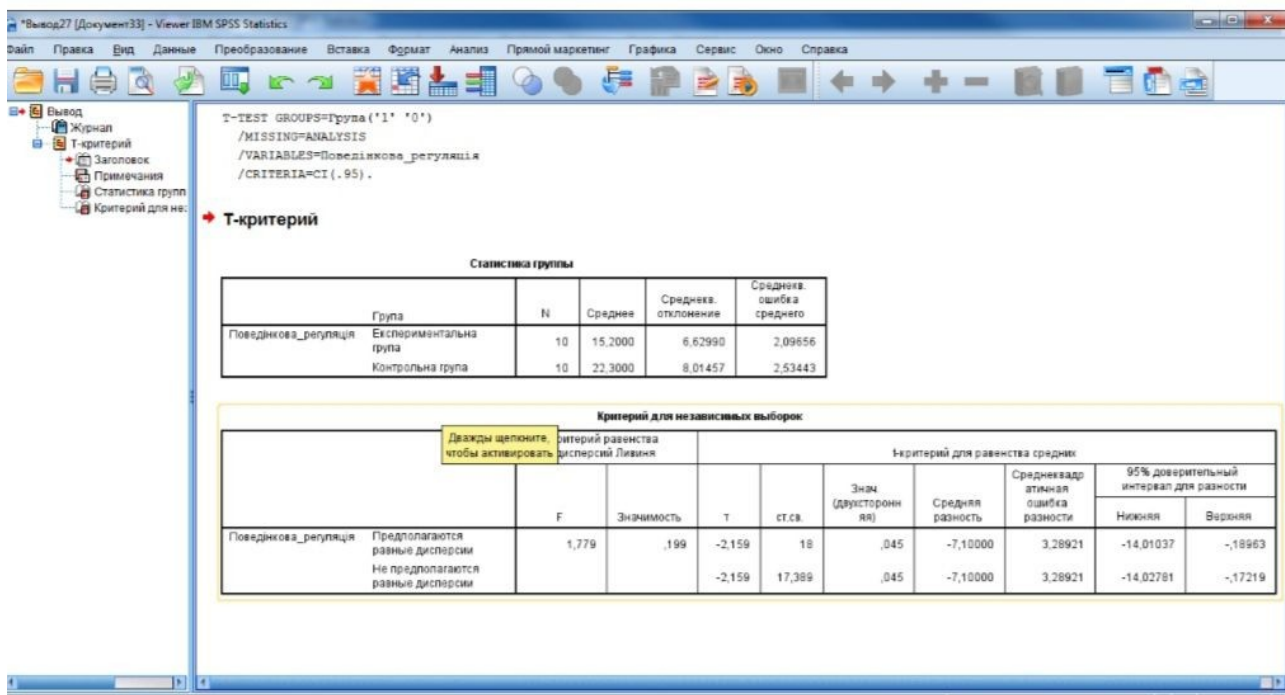 *Вывод27 [Документ33] - Viewer IBM SPSS Statistics
Файл Правка Вид Данные Преобразование Вставка Формат Анализ Прямой маркетинг Графика Сервис Окно Справка
Вывод
Журнал
Т-критерий
Заголовок
Примечания
Статистика групп
Критерий для не
T-TEST GROUPS=Група('1' '0')
/MISSING=ANALYSIS
/VARIABLES=Поведінкова_регуляція
/CRITERIA=CI(.95).
Т-критерий
Статистика группы
Група N Среднее Среднекв. отклонение Среднекв. ошибка среднего
Поведінкова_регуляція Експериментальна група 10 15,2000 6,62990 2,09656
Контрольна група 10 22,3000 8,01457 2,53443
Критерий для независимых выборок
Дважды щелкните, чтобы активировать
ритерий равенства дисперсий Ливиня t-критерий для равенства средних
F Значимость т ст.св. Знач (двухсторонняя) Средняя разность Среднеквадратичная ошибка разности 95% доверительный интервал для разности
Нижняя Верхняя
Поведінкова_регуляція Предполагаются равные дисперсии 1,779 ,199 -2,159 18 ,045 -7,10000 3,28921 -14,01037 -,18963
Не предполагаются равные дисперсии -2,159 17,389 ,045 -7,10000 3,28921 -14,02781 -,17219